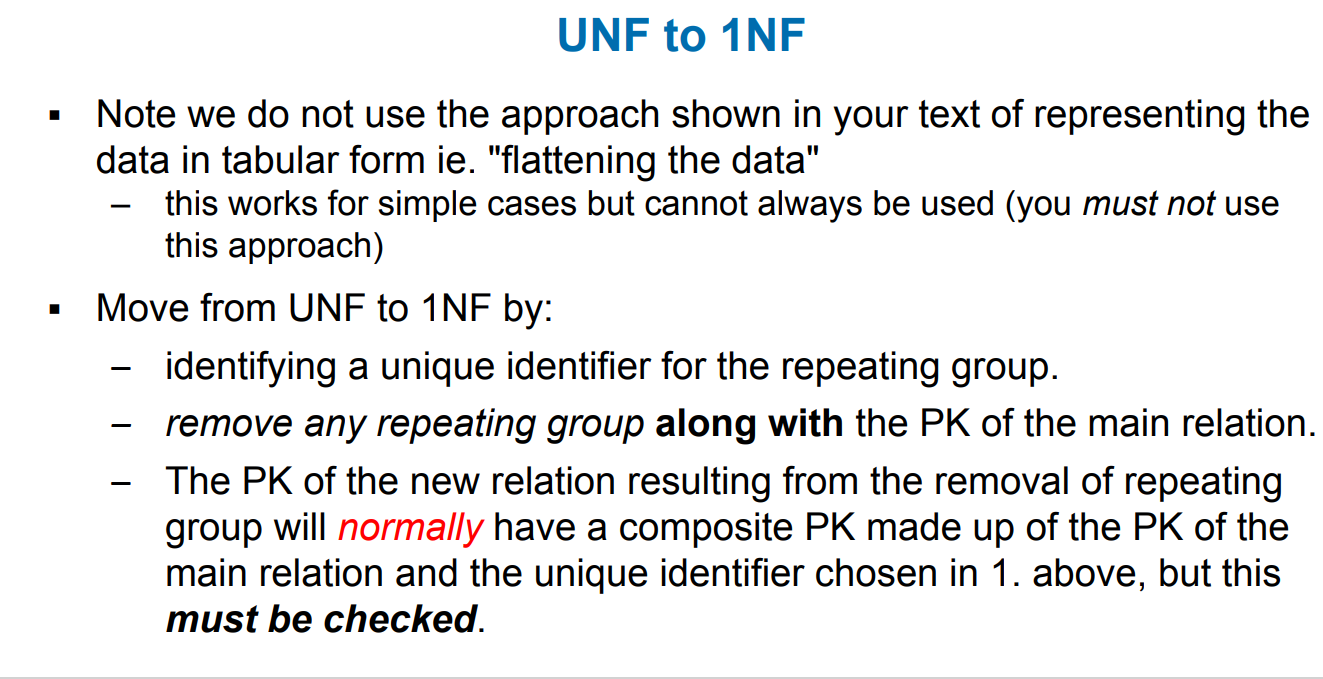 UNF to 1NF
▪ Note we do not use the approach shown in your text of representing the
data in tabular form ie. "flattening the data"
– this works for simple cases but cannot always be used (you must not use
this approach)
▪ Move from UNF to 1NF by:
– identifying a unique identifier for the repeating group.
– remove any repeating group along with the PK of the main relation.
– The PK of the new relation resulting from the removal of repeating
group will normally have a composite PK made up of the PK of the
main relation and the unique identifier chosen in 1. above, but this
must be checked.